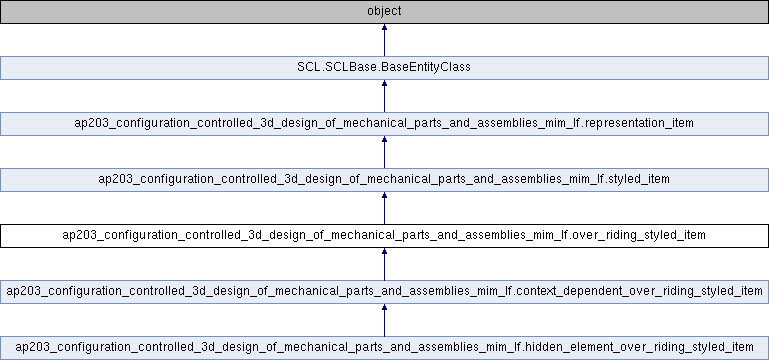 object
SCL.SCLBase.BaseEntityClass
ap203_configuration_controlled_3d_design_of_mechanical_parts_and_assemblies_mim_lf.representation_item
ap203_configuration_controlled_3d_design_of_mechanical_parts_and_assemblies_mim_lf.styled_item
ap203_configuration_controlled_3d_design_of_mechanical_parts_and_assemblies_mim_lf.over_riding_styled_item
ap203_configuration_controlled_3d_design_of_mechanical_parts_and_assemblies_mim_lf.context_dependent_over_riding_styled_item
ap203_configuration_controlled_3d_design_of_mechanical_parts_and_assemblies_mim_lf.hidden_element_over_riding_styled_item